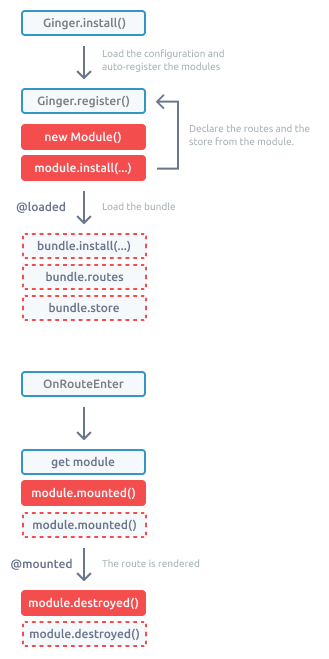 Ginger.install()
Load the configuration and
auto-register the modules
Ginger.register()
new Module()
Declare the routes and the
store from the module.
module.install(...)
@loaded
Load the bundle
bundle.install(...)
bundle.routes
bundle.store
OnRouteEnter
get module
module.mounted()
module.mounted()
@mounted
The route is rendered
module.destroyed()
module.destroyed()